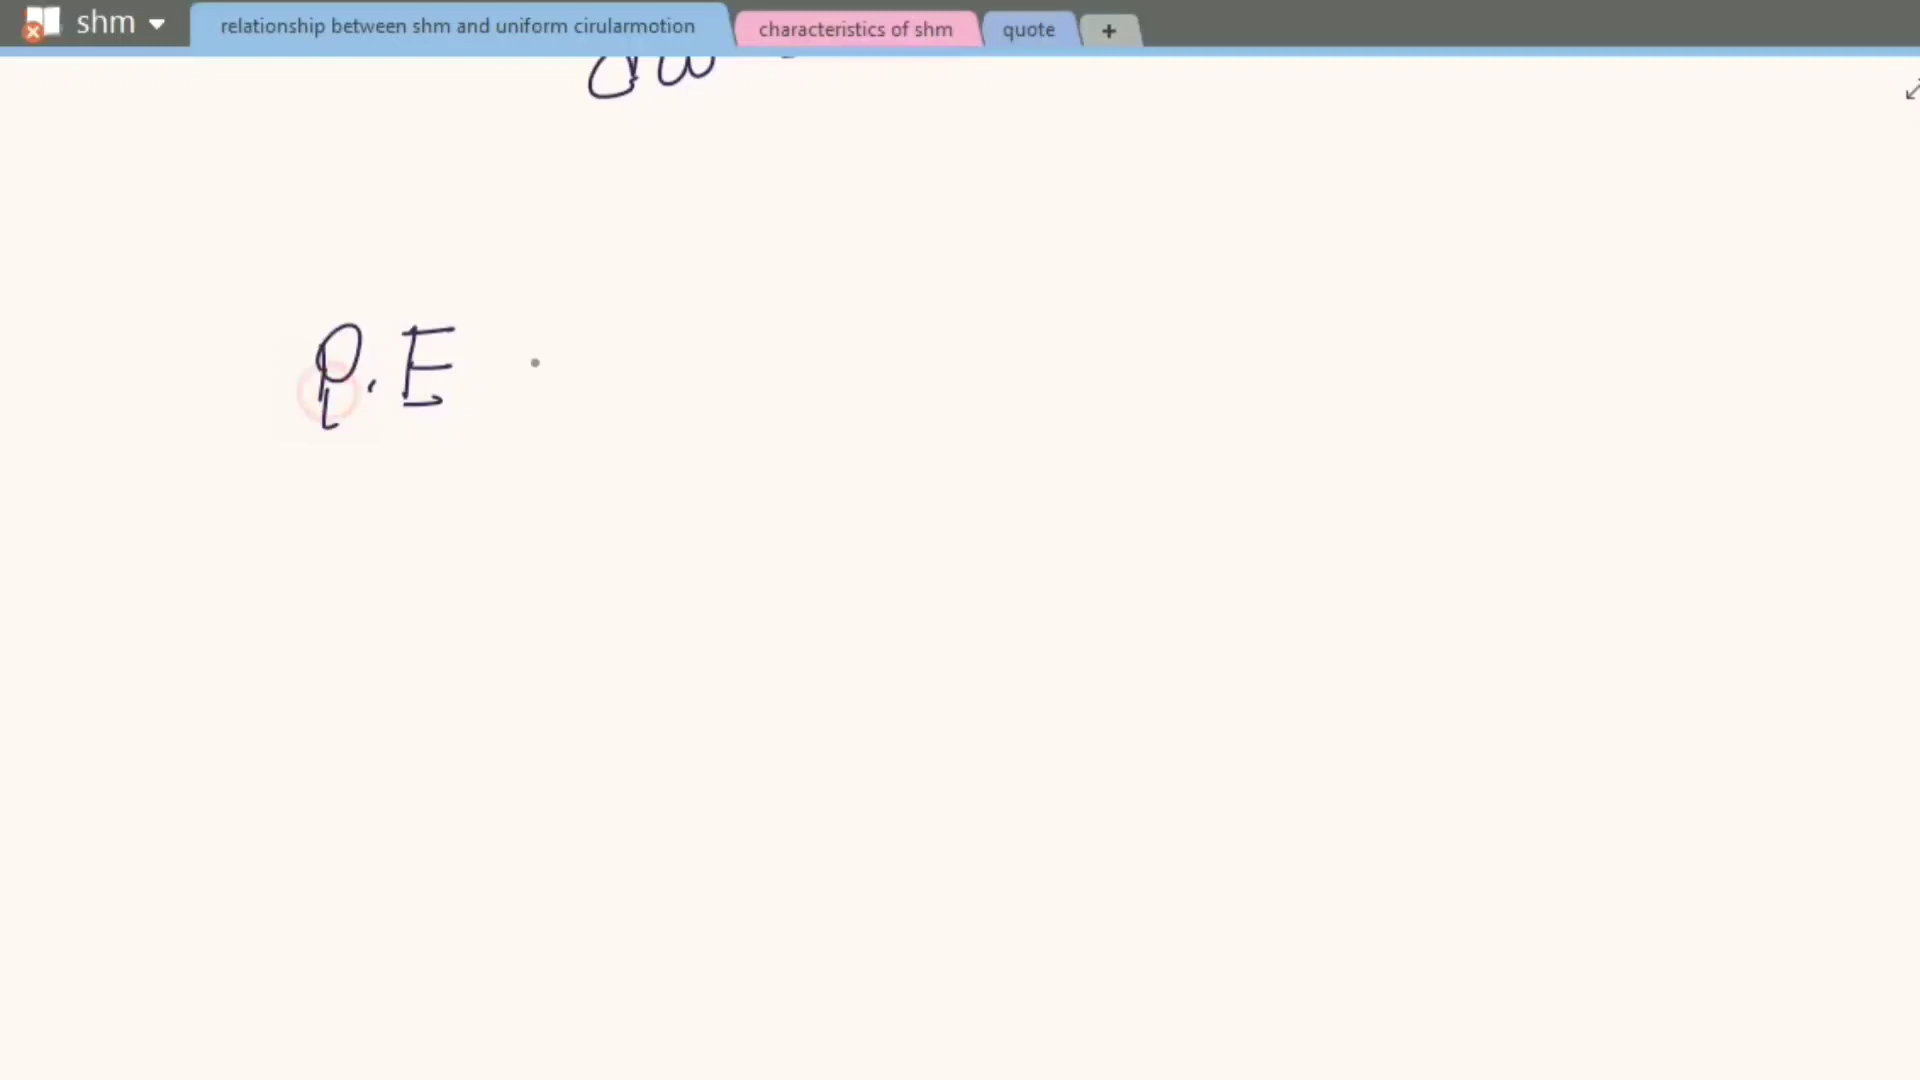 shm relationship between shm and uniform cirularmotion characteristics of shm quote +
P.E